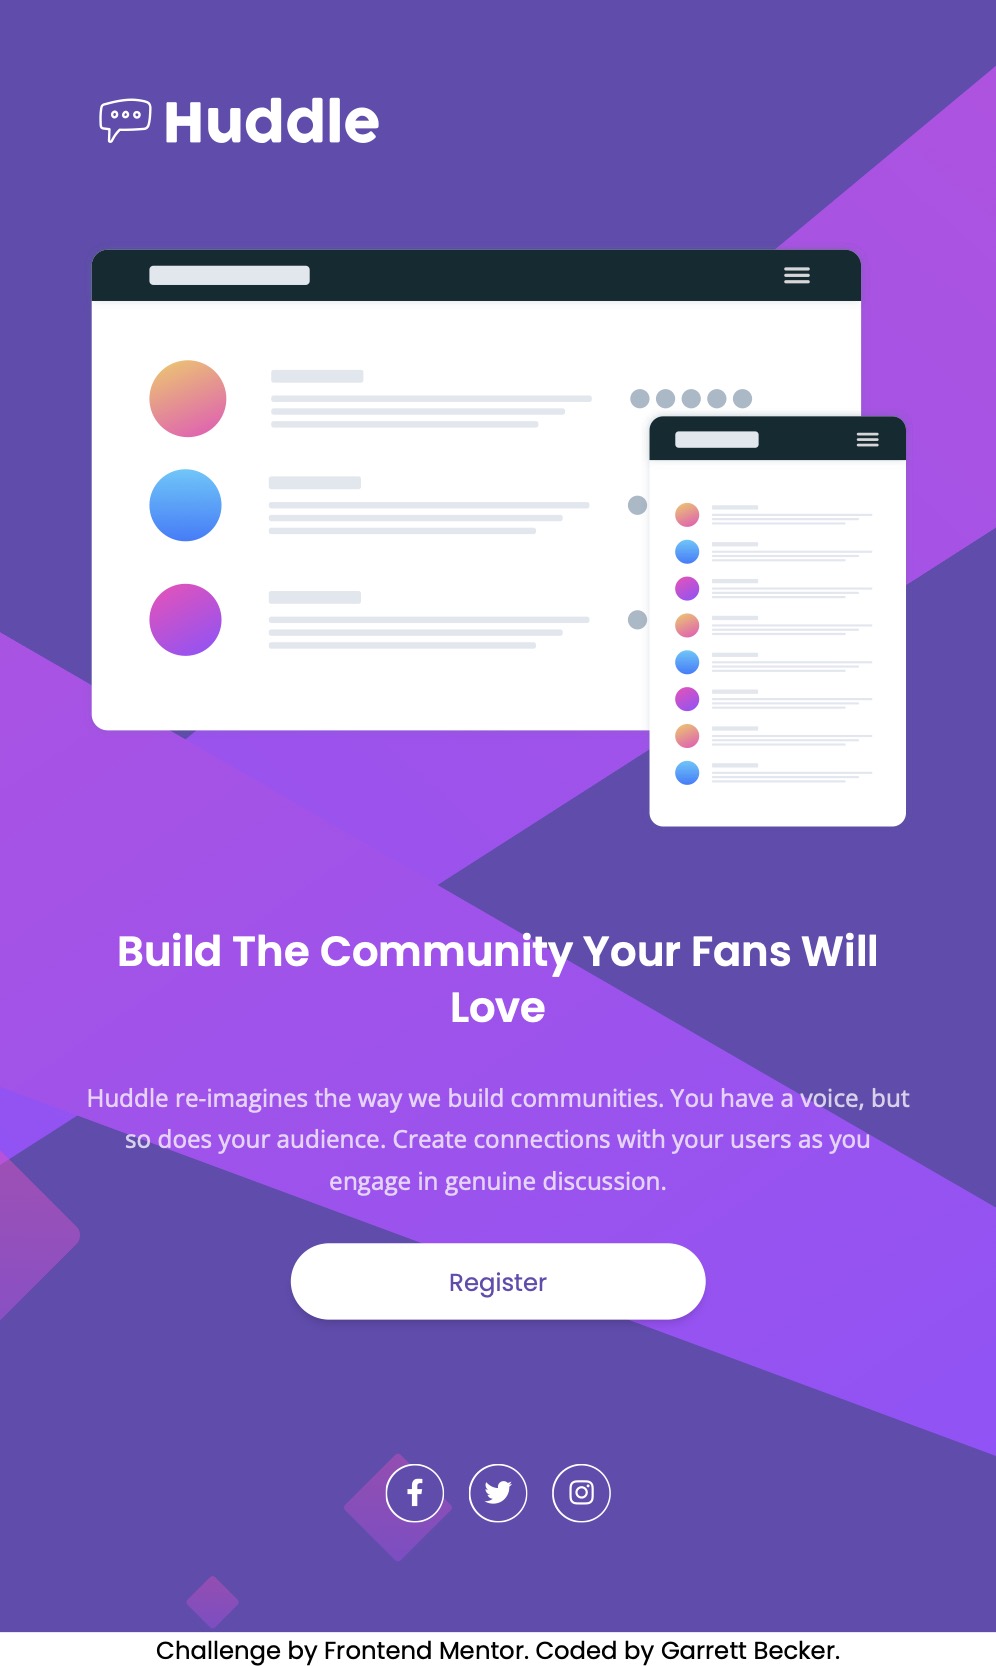 Huddle
Build The Community Your Fans Will
Love
Huddle re-imagines the way we build communities. You have a voice, but
so does your audience. Create connections with your users as you
engage in genuine discussion.
Register
Challenge by Frontend Mentor. Coded by Garrett Becker.